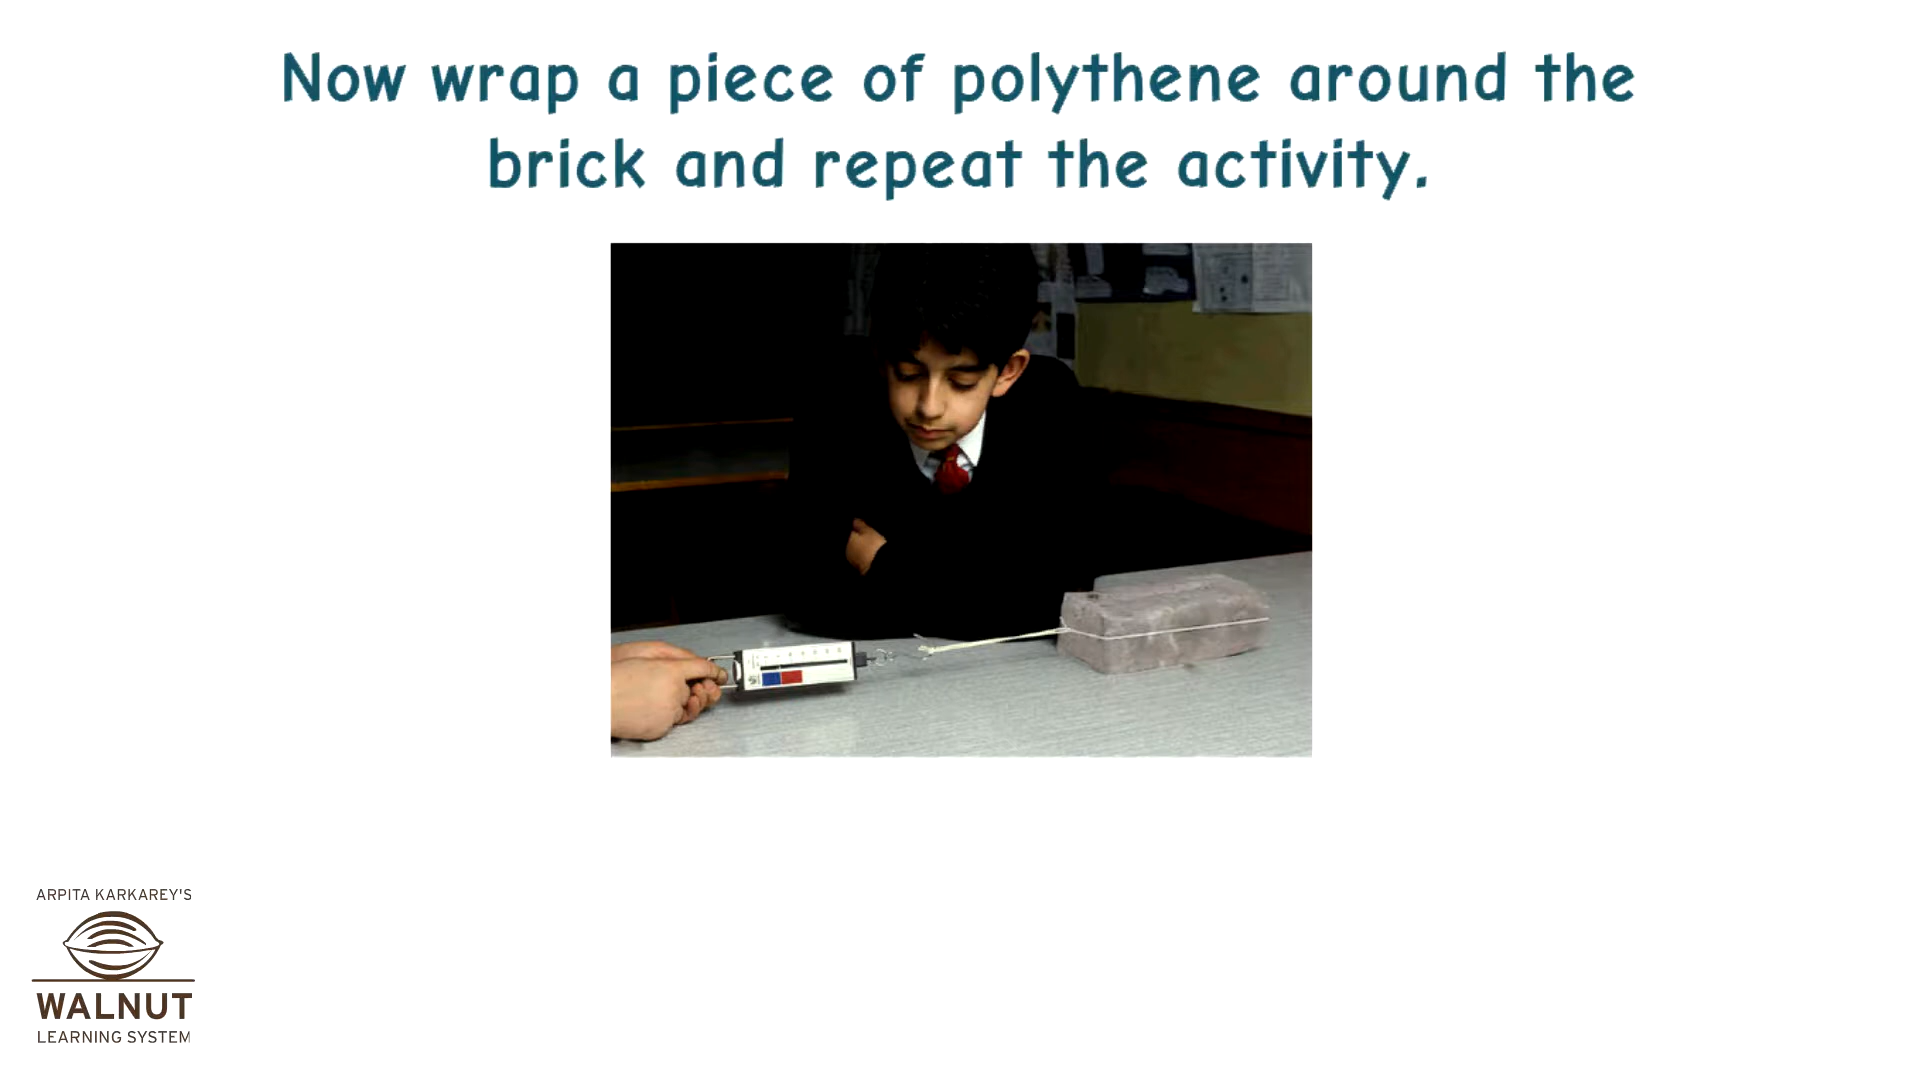 Now wrap a piece of polythene around the
brick and repeat the activity.
ARPITA KARKAREY'S
WALNUT
LEARNING SYSTEM